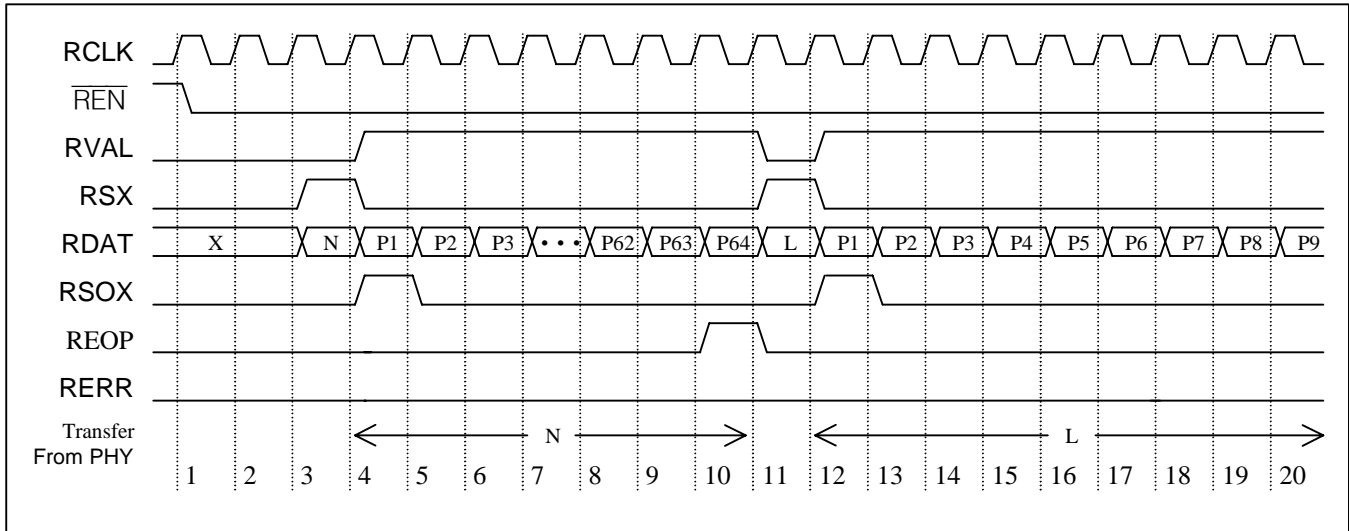 RCLK
REN
RVAL
RSX
RDAT X N P1 P2 P3 • • • P62 P63 P64 L P1 P2 P3 P4 P5 P6 P7 P8 P9
RSOX
REOP
RERR
Transfer
From PHY
N L
1 2 3 4 5 6 7 8 9 10 11 12 13 14 15 16 17 18 19 20